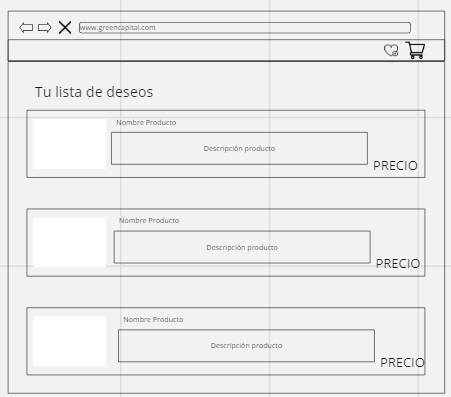 www.greencapital.com
Tu lista de deseos
Nombre Producto
Descripción producto
PRECIO
Nombre Producto
Descripción producto
PRECIO
Nombre Producto
Descripción producto
PRECIO